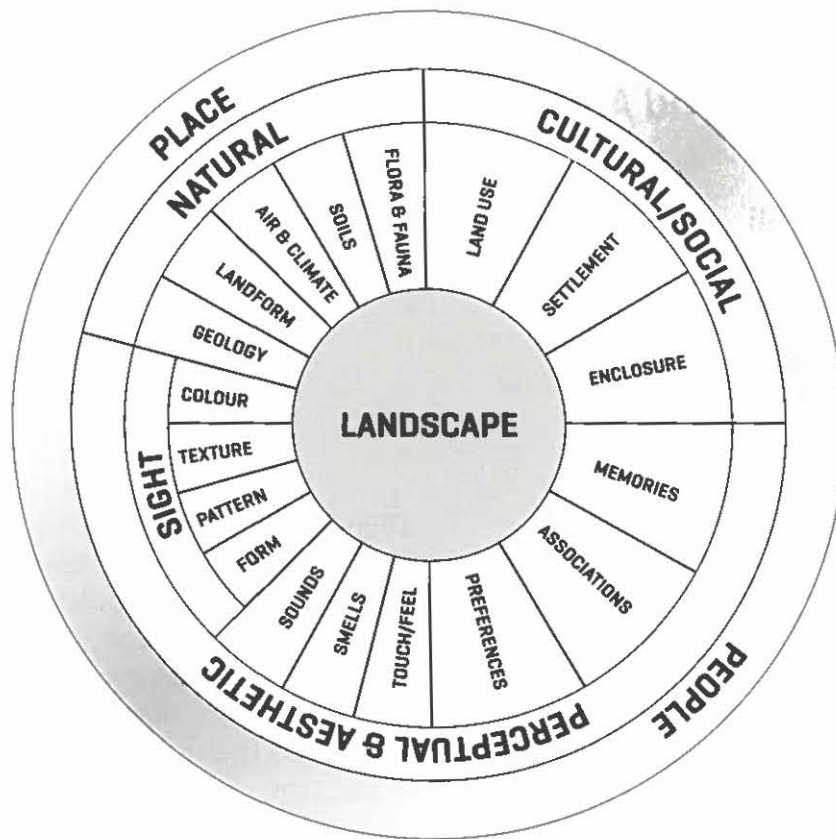 PLACE
NATURAL
CULTURAL/SOCIAL
FLORA & FAUNA
SOILS
AIR & CLIMATE
LANDFORM
GEOLOGY
LAND USE
SETTLEMENT
ENCLOSURE
COLOUR
TEXTURE
PATTERN
FORM
SIGHT
LANDSCAPE
MEMORIES
ASSOCIATIONS
PREFERENCES
TOUCH/FEEL
SMELLS
SOUNDS
PERCEPTUAL & AESTHETIC
PEOPLE